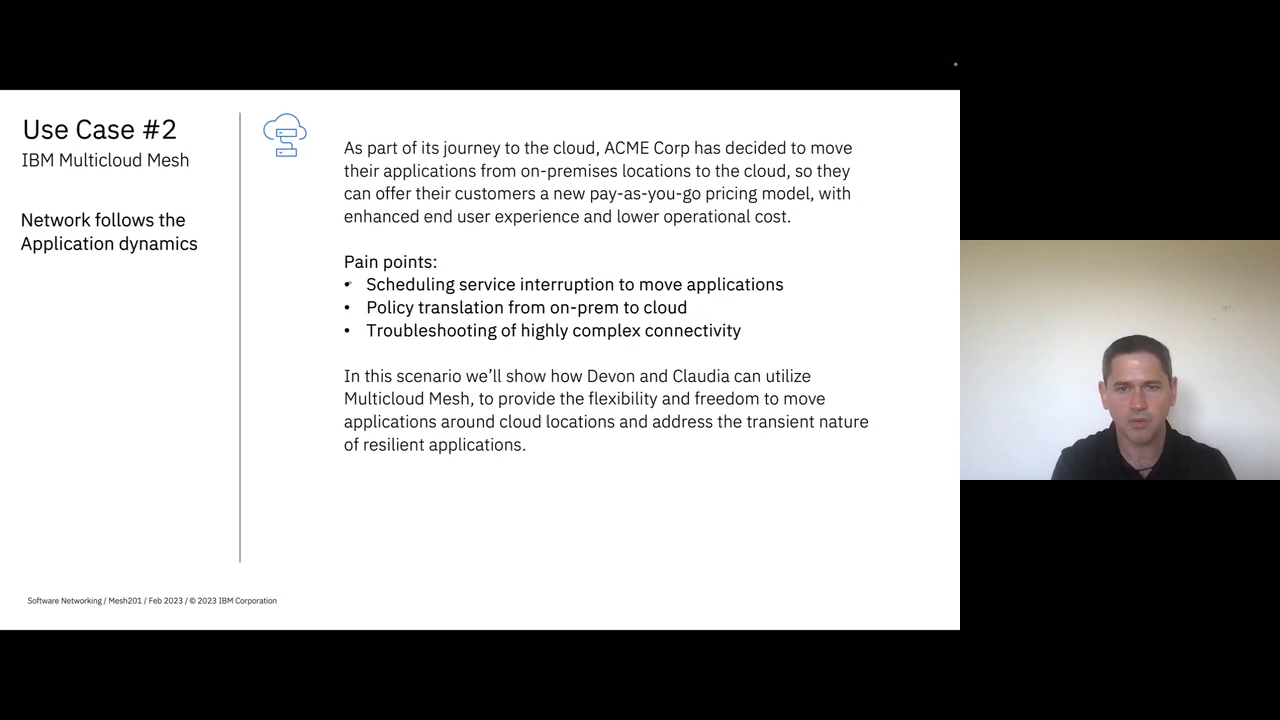 Use Case #2
IBM Multicloud Mesh
Network follows the
Application dynamics
As part of its journey to the cloud, ACME Corp has decided to move
their applications from on-premises locations to the cloud, so they
can offer their customers a new pay-as-you-go pricing model, with
enhanced end user experience and lower operational cost.
Pain points:
• Scheduling service interruption to move applications
• Policy translation from on-prem to cloud
• Troubleshooting of highly complex connectivity
In this scenario we’ll show how Devon and Claudia can utilize
Multicloud Mesh, to provide the flexibility and freedom to move
applications around cloud locations and address the transient nature
of resilient applications.
Software Networking / Mesh201 / Feb 2023 / © 2023 IBM Corporation